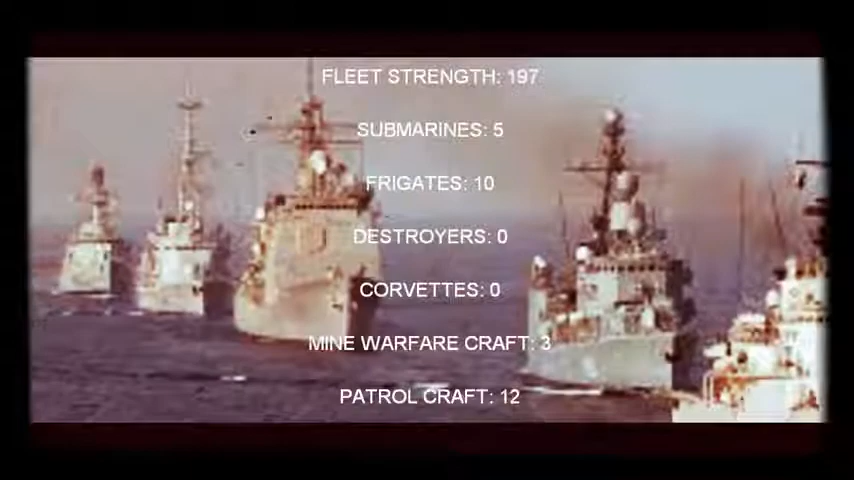 FLEET STRENGTH: 197
SUBMARINES: 5
FRIGATES: 10
DESTROYERS: 0
CORVETTES: 0
MINE WARFARE CRAFT: 3
PATROL CRAFT: 12